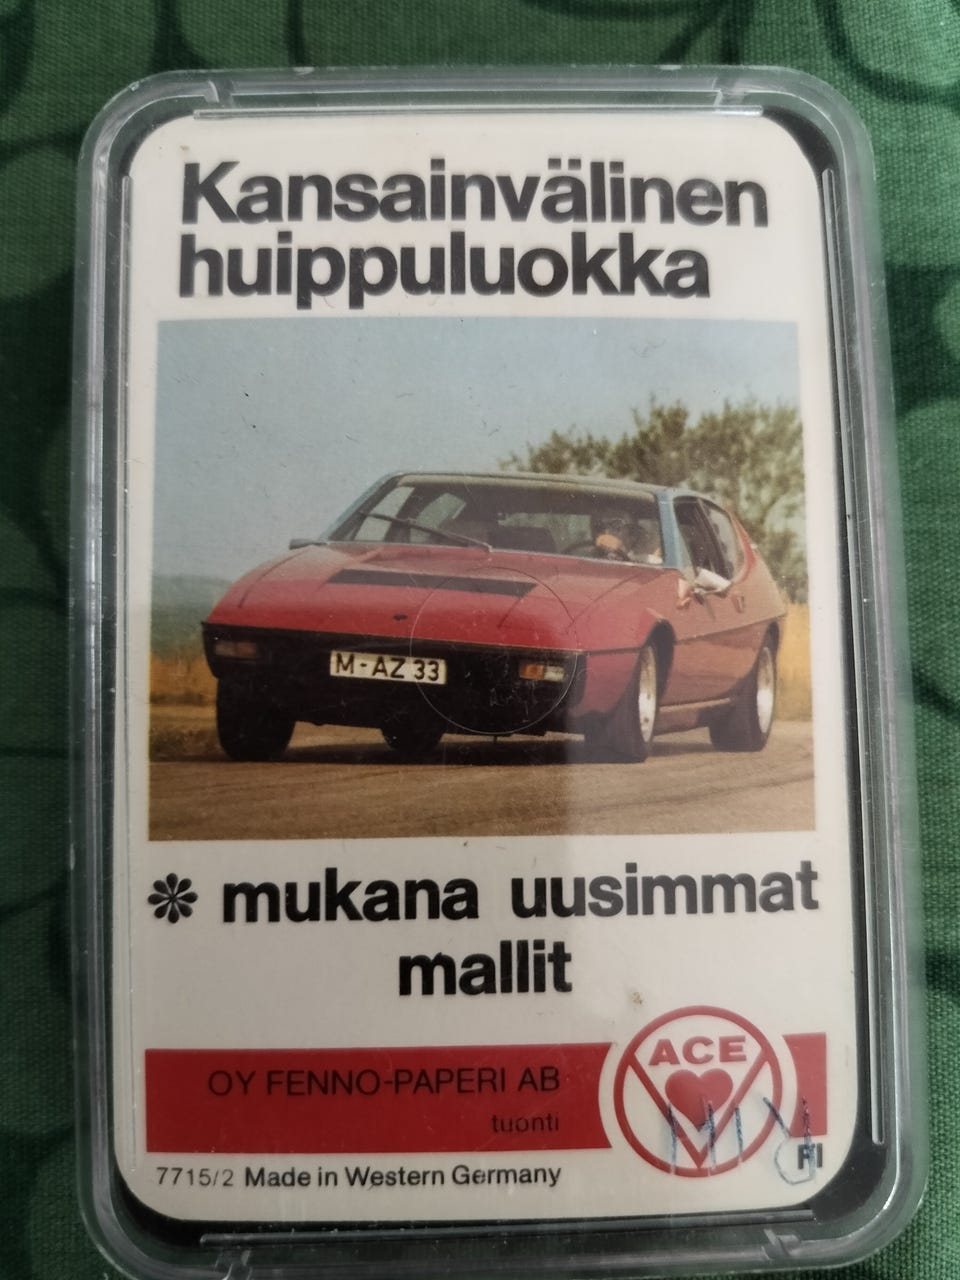 Kansainvälinen
huippuluokka
M-AZ 33
* mukana uusimmat
mallit
OY FENNO-PAPERI AB
tuonti
ACE
7715/2 Made in Western Germany
FI